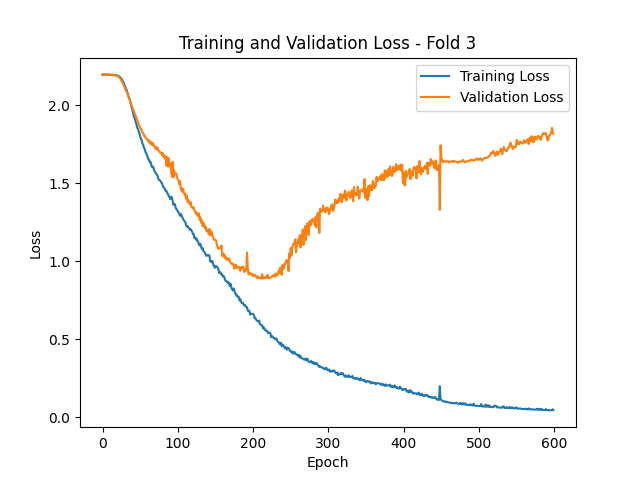 Training and Validation Loss - Fold 3
Training Loss
Validation Loss
2.0
1.5
1.0
0.5
0.0
Loss
0 100 200 300 400 500 600
Epoch